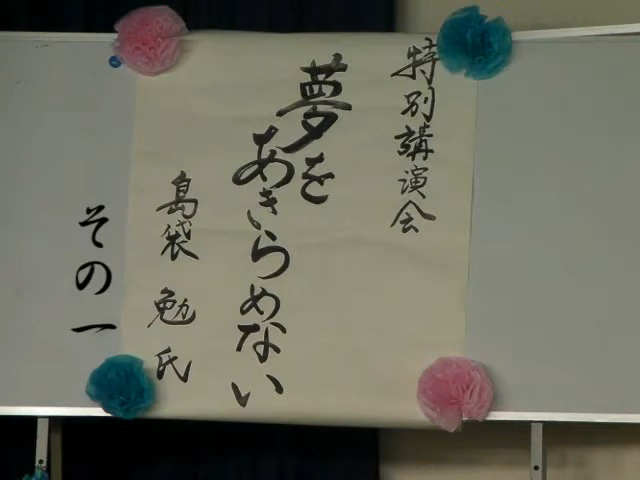 特別講演会
夢を
あきらめない
島袋勉氏
その一